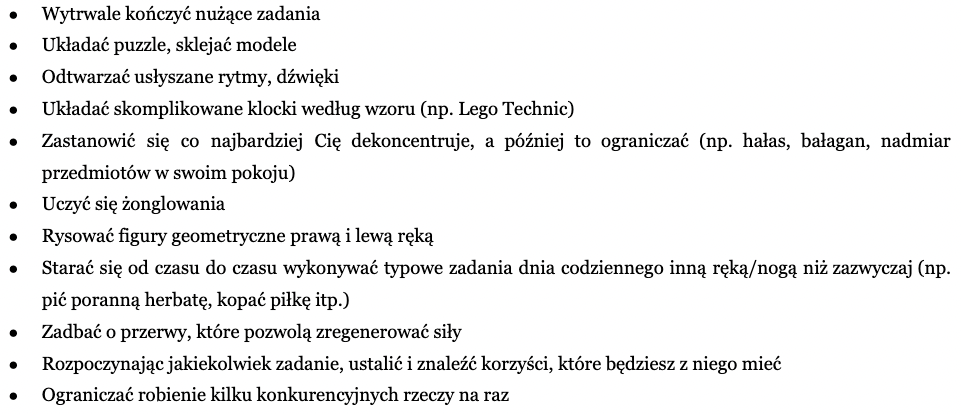 ● Wytrwale kończyć nużące zadania
● Układać puzzle, sklejać modele
● Odtwarzać usłyszane rytmy, dźwięki
● Układać skomplikowane klocki według wzoru (np. Lego Technic)
● Zastanowić się co najbardziej Cię dekoncentruje, a później to ograniczać (np. hałas, bałagan, nadmiar
przedmiotów w swoim pokoju)
● Uczyć się żonglowania
● Rysować figury geometryczne prawą i lewą ręką
● Starać się od czasu do czasu wykonywać typowe zadania dnia codziennego inną ręką/nogą niż zazwyczaj (np.
pić poranną herbatę, kopać piłkę itp.)
● Zadbać o przerwy, które pozwolą zregenerować siły
● Rozpoczynając jakiekolwiek zadanie, ustalić i znaleźć korzyści, które będziesz z niego mieć
● Ograniczać robienie kilku konkurencyjnych rzeczy na raz